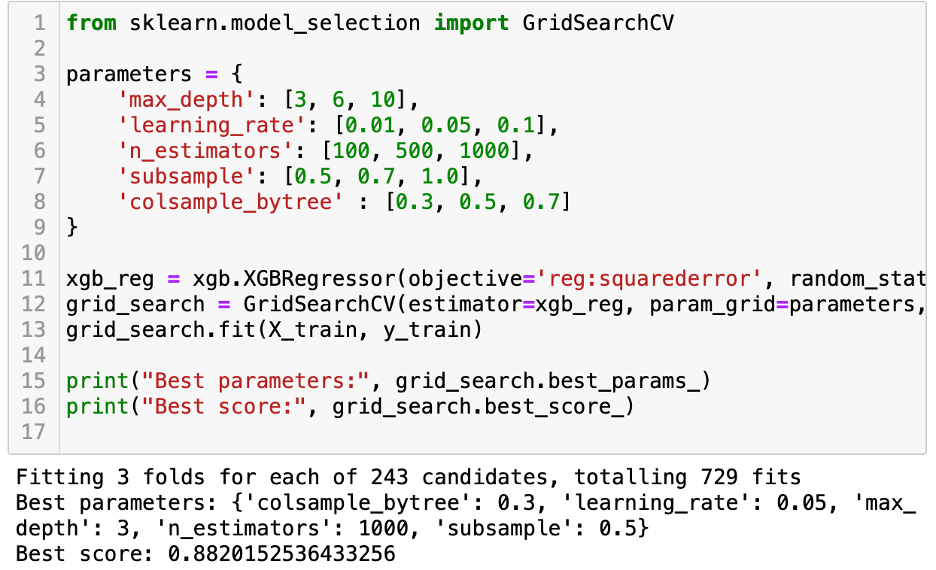 1 from sklearn.model_selection import GridSearchCV
2
3 parameters = {
4     'max_depth': [3, 6, 10],
5     'learning_rate': [0.01, 0.05, 0.1],
6     'n_estimators': [100, 500, 1000],
7     'subsample': [0.5, 0.7, 1.0],
8     'colsample_bytree' : [0.3, 0.5, 0.7]
9 }
10
11 xgb_reg = xgb.XGBRegressor(objective='reg:squarederror', random_stat
12 grid_search = GridSearchCV(estimator=xgb_reg, param_grid=parameters,
13 grid_search.fit(X_train, y_train)
14
15 print("Best parameters:", grid_search.best_params_)
16 print("Best score:", grid_search.best_score_)
17
Fitting 3 folds for each of 243 candidates, totalling 729 fits
Best parameters: {'colsample_bytree': 0.3, 'learning_rate': 0.05, 'max_
depth': 3, 'n_estimators': 1000, 'subsample': 0.5}
Best score: 0.8820152536433256